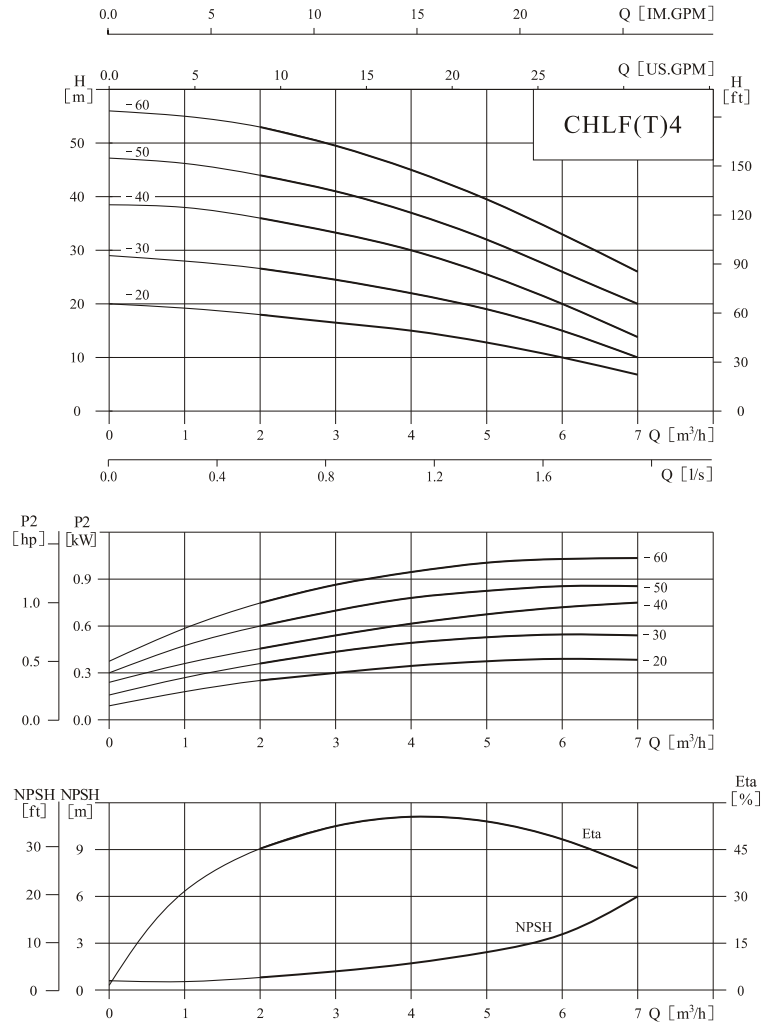 0.0 5 10 15 20 Q [IM.GPM]
0.0 5 10 15 20 25 Q [US.GPM]
H
[m]
H
[ft]
CHLF(T)4
-60
-50
-40
-30
-20
50
40
30
20
10
0
150
120
90
60
30
0
0 1 2 3 4 5 6 7 Q [m³/h]
0.0 0.4 0.8 1.2 1.6 Q [l/s]
P2
[hp]
P2
[kW]
1.0
0.5
0.0
0.9
0.6
0.3
0.0
-60
-50
-40
-30
-20
0 1 2 3 4 5 6 7 Q [m³/h]
NPSH
[ft]
NPSH
[m]
Eta
[%]
30
20
10
0
9
6
3
0
Eta
NPSH
45
30
15
0
0 1 2 3 4 5 6 7 Q [m³/h]